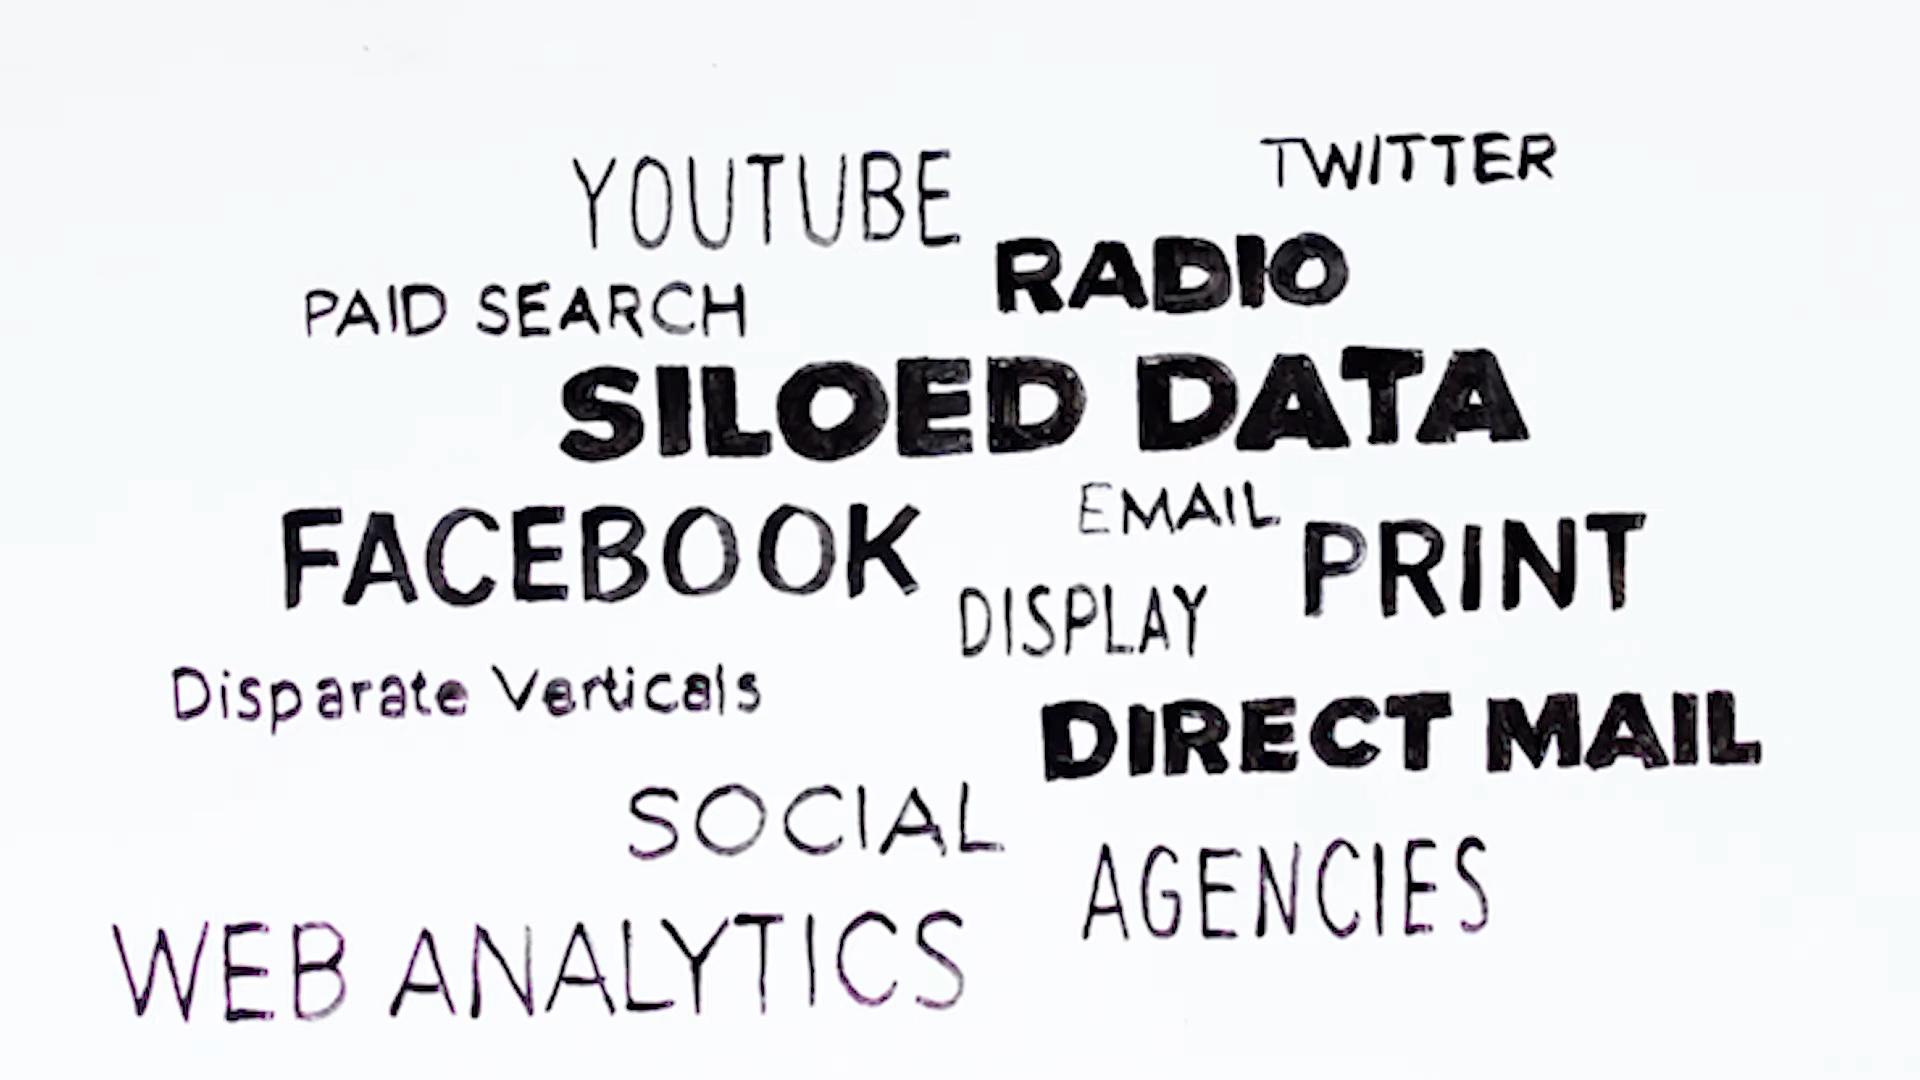 YOUTUBE
TWITTER
RADIO
PAID SEARCH
SILOED DATA
FACEBOOK
EMAIL
PRINT
DISPLAY
Disparate Verticals
DIRECT MAIL
SOCIAL
AGENCIES
WEB ANALYTICS